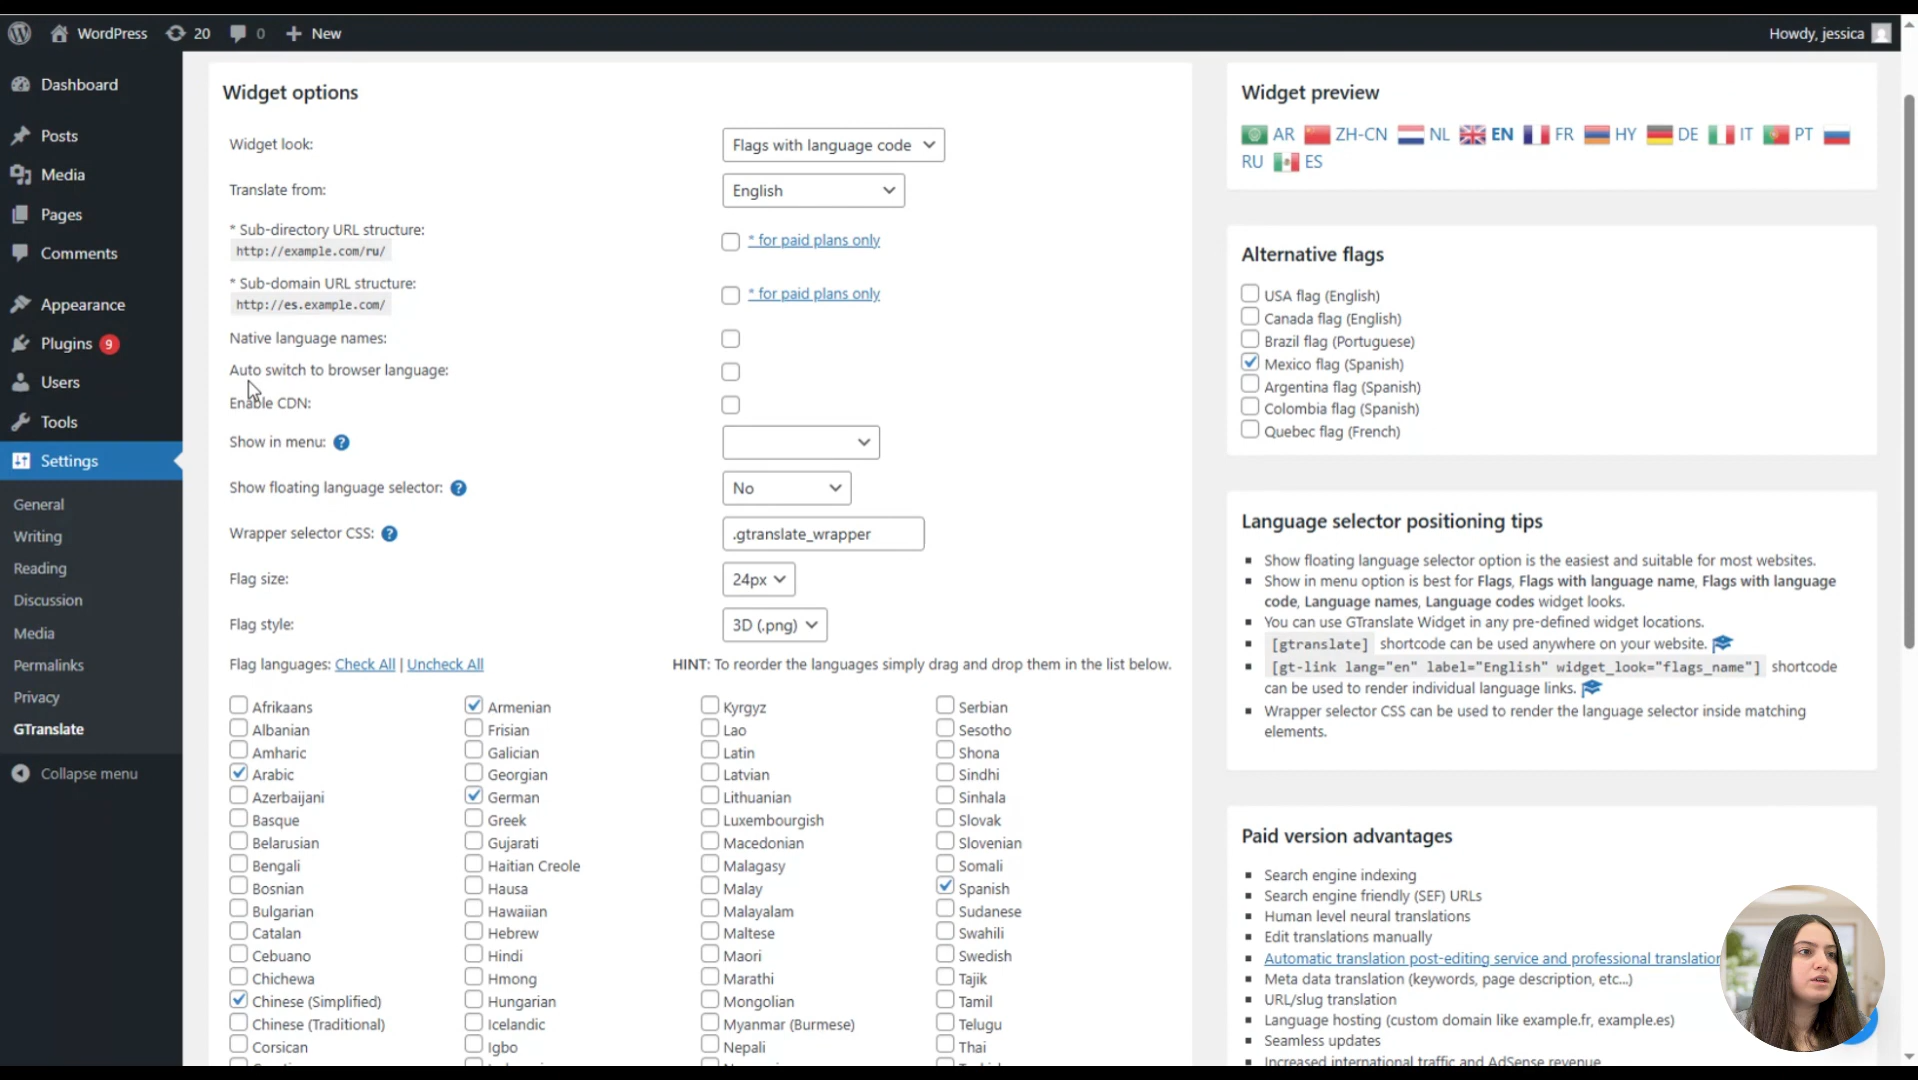 WordPress 20 0 New Howdy, jessica
Dashboard
Posts
Media
Pages
Comments
Appearance
Plugins 9
Users
Tools
Settings
General
Writing
Reading
Discussion
Media
Permalinks
Privacy
GTranslate
Collapse menu
Widget options
Widget look: Flags with language code
Translate from: English
* Sub-directory URL structure:
http://example.com/ru/
* for paid plans only
* Sub-domain URL structure:
http://es.example.com/
* for paid plans only
Native language names:
Auto switch to browser language:
Enable CDN:
Show in menu: ?
Show floating language selector: ? No
Wrapper selector CSS: ? .gtranslate_wrapper
Flag size: 24px
Flag style: 3D (.png)
Flag languages: Check All | Uncheck All HINT: To reorder the languages simply drag and drop them in the list below.
Afrikaans Armenian Kyrgyz Serbian
Albanian Frisian Lao Sesotho
Amharic Galician Latin Shona
Arabic Georgian Latvian Sindhi
Azerbaijani German Lithuanian Sinhala
Basque Greek Luxembourgish Slovak
Belarusian Gujarati Macedonian Slovenian
Bengali Haitian Creole Malagasy Somali
Bosnian Hausa Malay Spanish
Bulgarian Hawaiian Malayalam Sudanese
Catalan Hebrew Maltese Swahili
Cebuano Hindi Maori Swedish
Chichewa Hmong Marathi Tajik
Chinese (Simplified) Hungarian Mongolian Tamil
Chinese (Traditional) Icelandic Myanmar (Burmese) Telugu
Corsican Igbo Nepali Thai
Widget preview
AR ZH-CN NL EN FR HY DE IT PT
RU ES
Alternative flags
USA flag (English)
Canada flag (English)
Brazil flag (Portuguese)
Mexico flag (Spanish)
Argentina flag (Spanish)
Colombia flag (Spanish)
Quebec flag (French)
Language selector positioning tips
Show floating language selector option is the easiest and suitable for most websites.
Show in menu option is best for Flags, Flags with language name, Flags with language
code, Language names, Language codes widget looks.
You can use GTranslate Widget in any pre-defined widget locations.
[gtranslate] shortcode can be used anywhere on your website.
[gt-link lang="en" label="English" widget_look="flags_name"] shortcode
can be used to render individual language links.
Wrapper selector CSS can be used to render the language selector inside matching
elements.
Paid version advantages
Search engine indexing
Search engine friendly (SEF) URLs
Human level neural translations
Edit translations manually
Automatic translation post-editing service and professional translation
Meta data translation (keywords, page description, etc...)
URL/slug translation
Language hosting (custom domain like example.fr, example.es)
Seamless updates
Increased international traffic and AdSense revenue